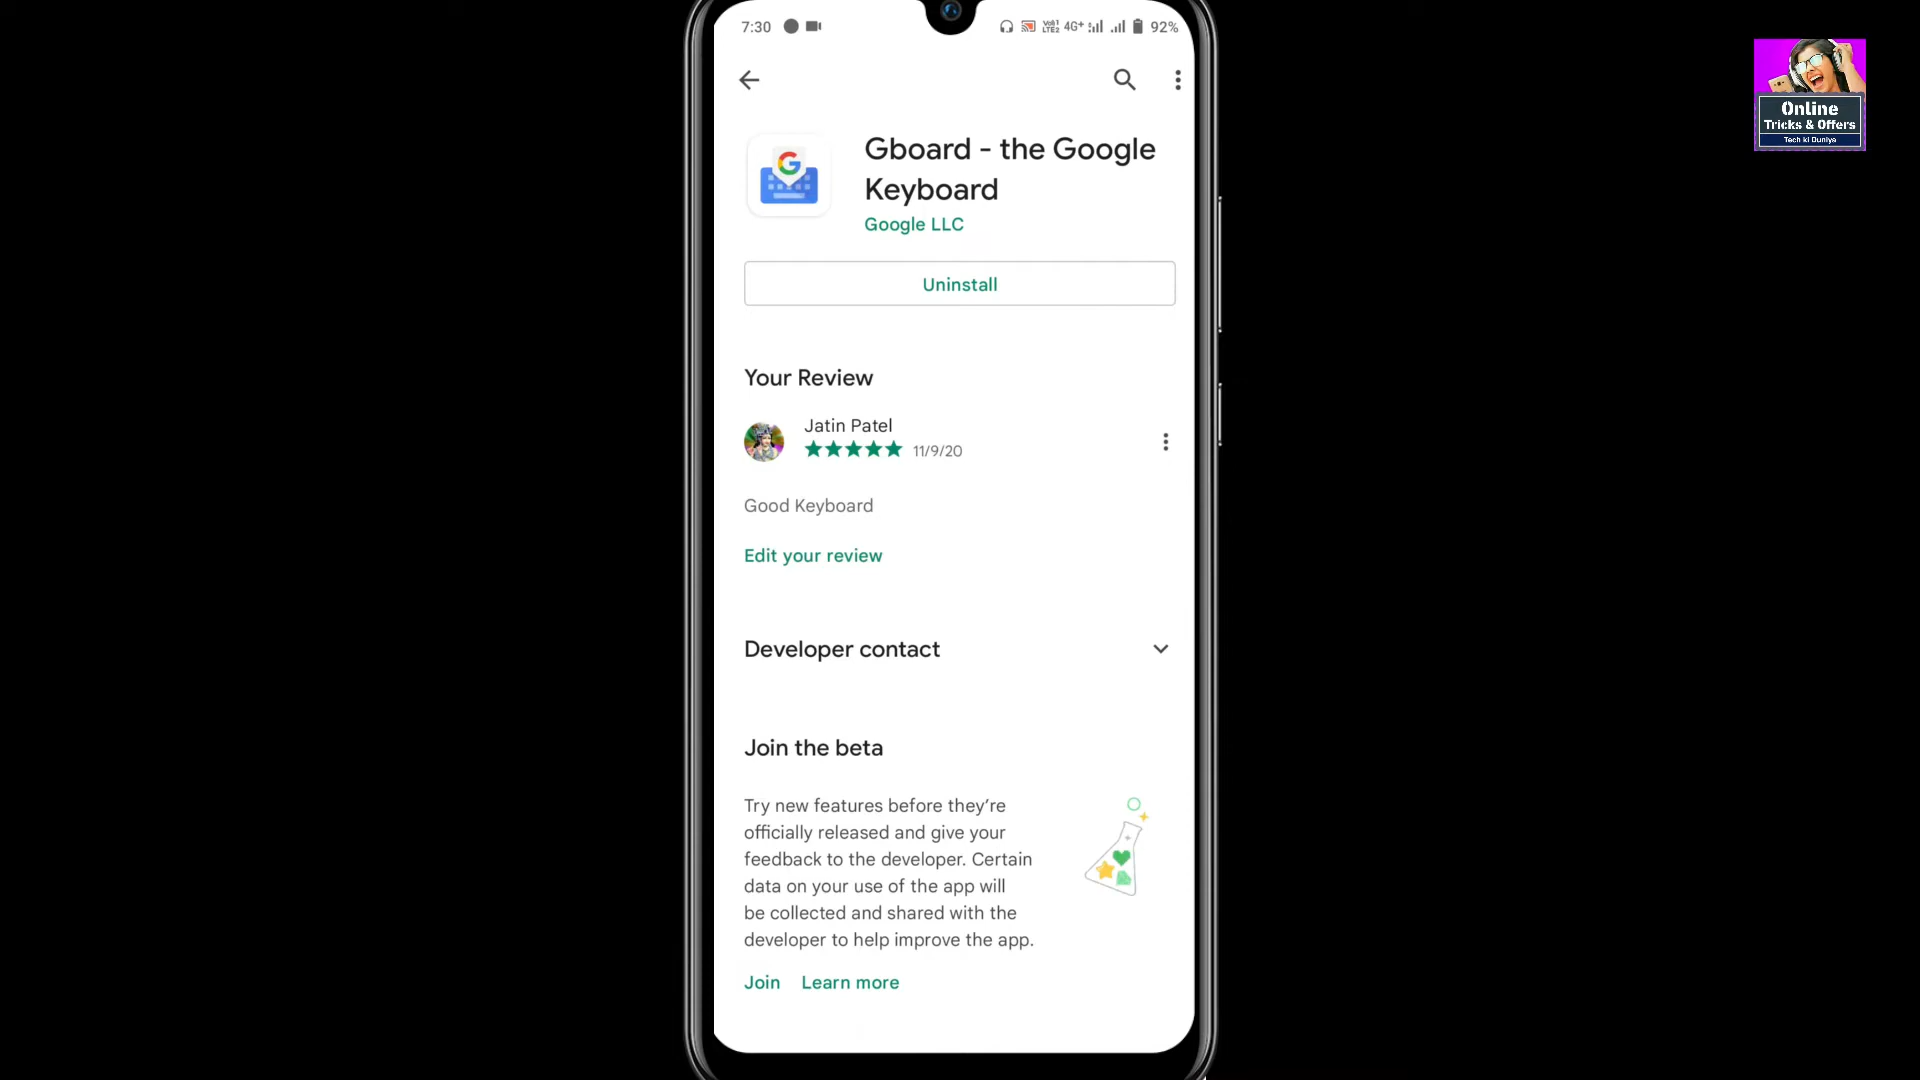 7:30
Vo)) 1
LTE2
4G+
92%
Gboard - the Google
Keyboard
Google LLC
Uninstall
Your Review
Jatin Patel
11/9/20
Good Keyboard
Edit your review
Developer contact
Join the beta
Try new features before they’re
officially released and give your
feedback to the developer. Certain
data on your use of the app will
be collected and shared with the
developer to help improve the app.
Join Learn more
Online
Tricks & Offers
Tech ki Duniya